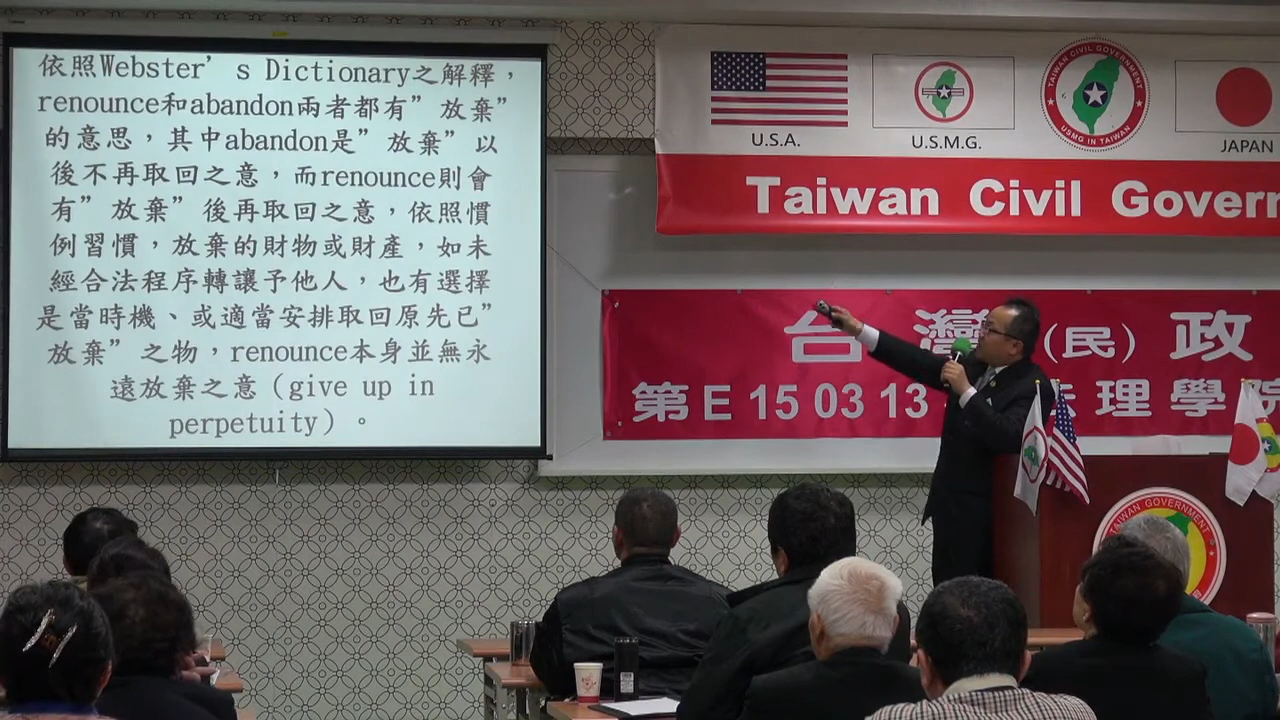 依照Webster's Dictionary之解釋，
renounce和abandon兩者都有"放棄"
的意思，其中abandon是"放棄"以
後不再取回之意，而renounce則會
有"放棄"後再取回之意，依照慣
例習慣，放棄的財物或財產，如未
經合法程序轉讓予他人，也有選擇
是當時機、或適當安排取回原先已"
放棄"之物，renounce本身並無永
遠放棄之意（give up in
perpetuity）。
U.S.A.
U.S.M.G.
TAIWAN CIVIL GOVERNMENT
USMG IN TAIWAN
JAPAN
Taiwan Civil Govern
台灣（民）政
第E 15 03 13 法理學院
TAIWAN GOVERNMENT